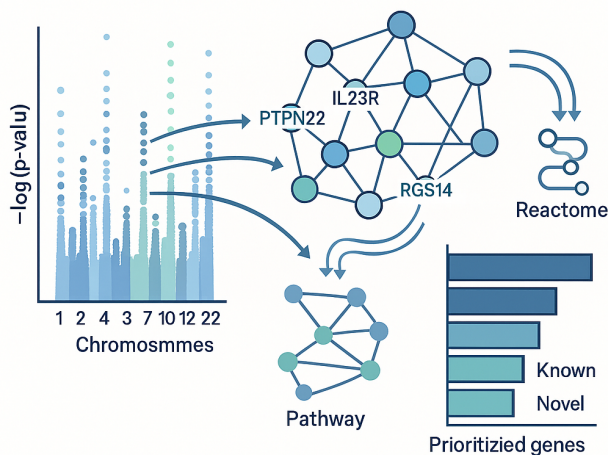 −log(p-valu)
1 2 4 3 7 10 12 22
Chromosmmes
IL23R
PTPN22
RGS14
Reactome
Pathway
Known
Novel
Prioritizied genes